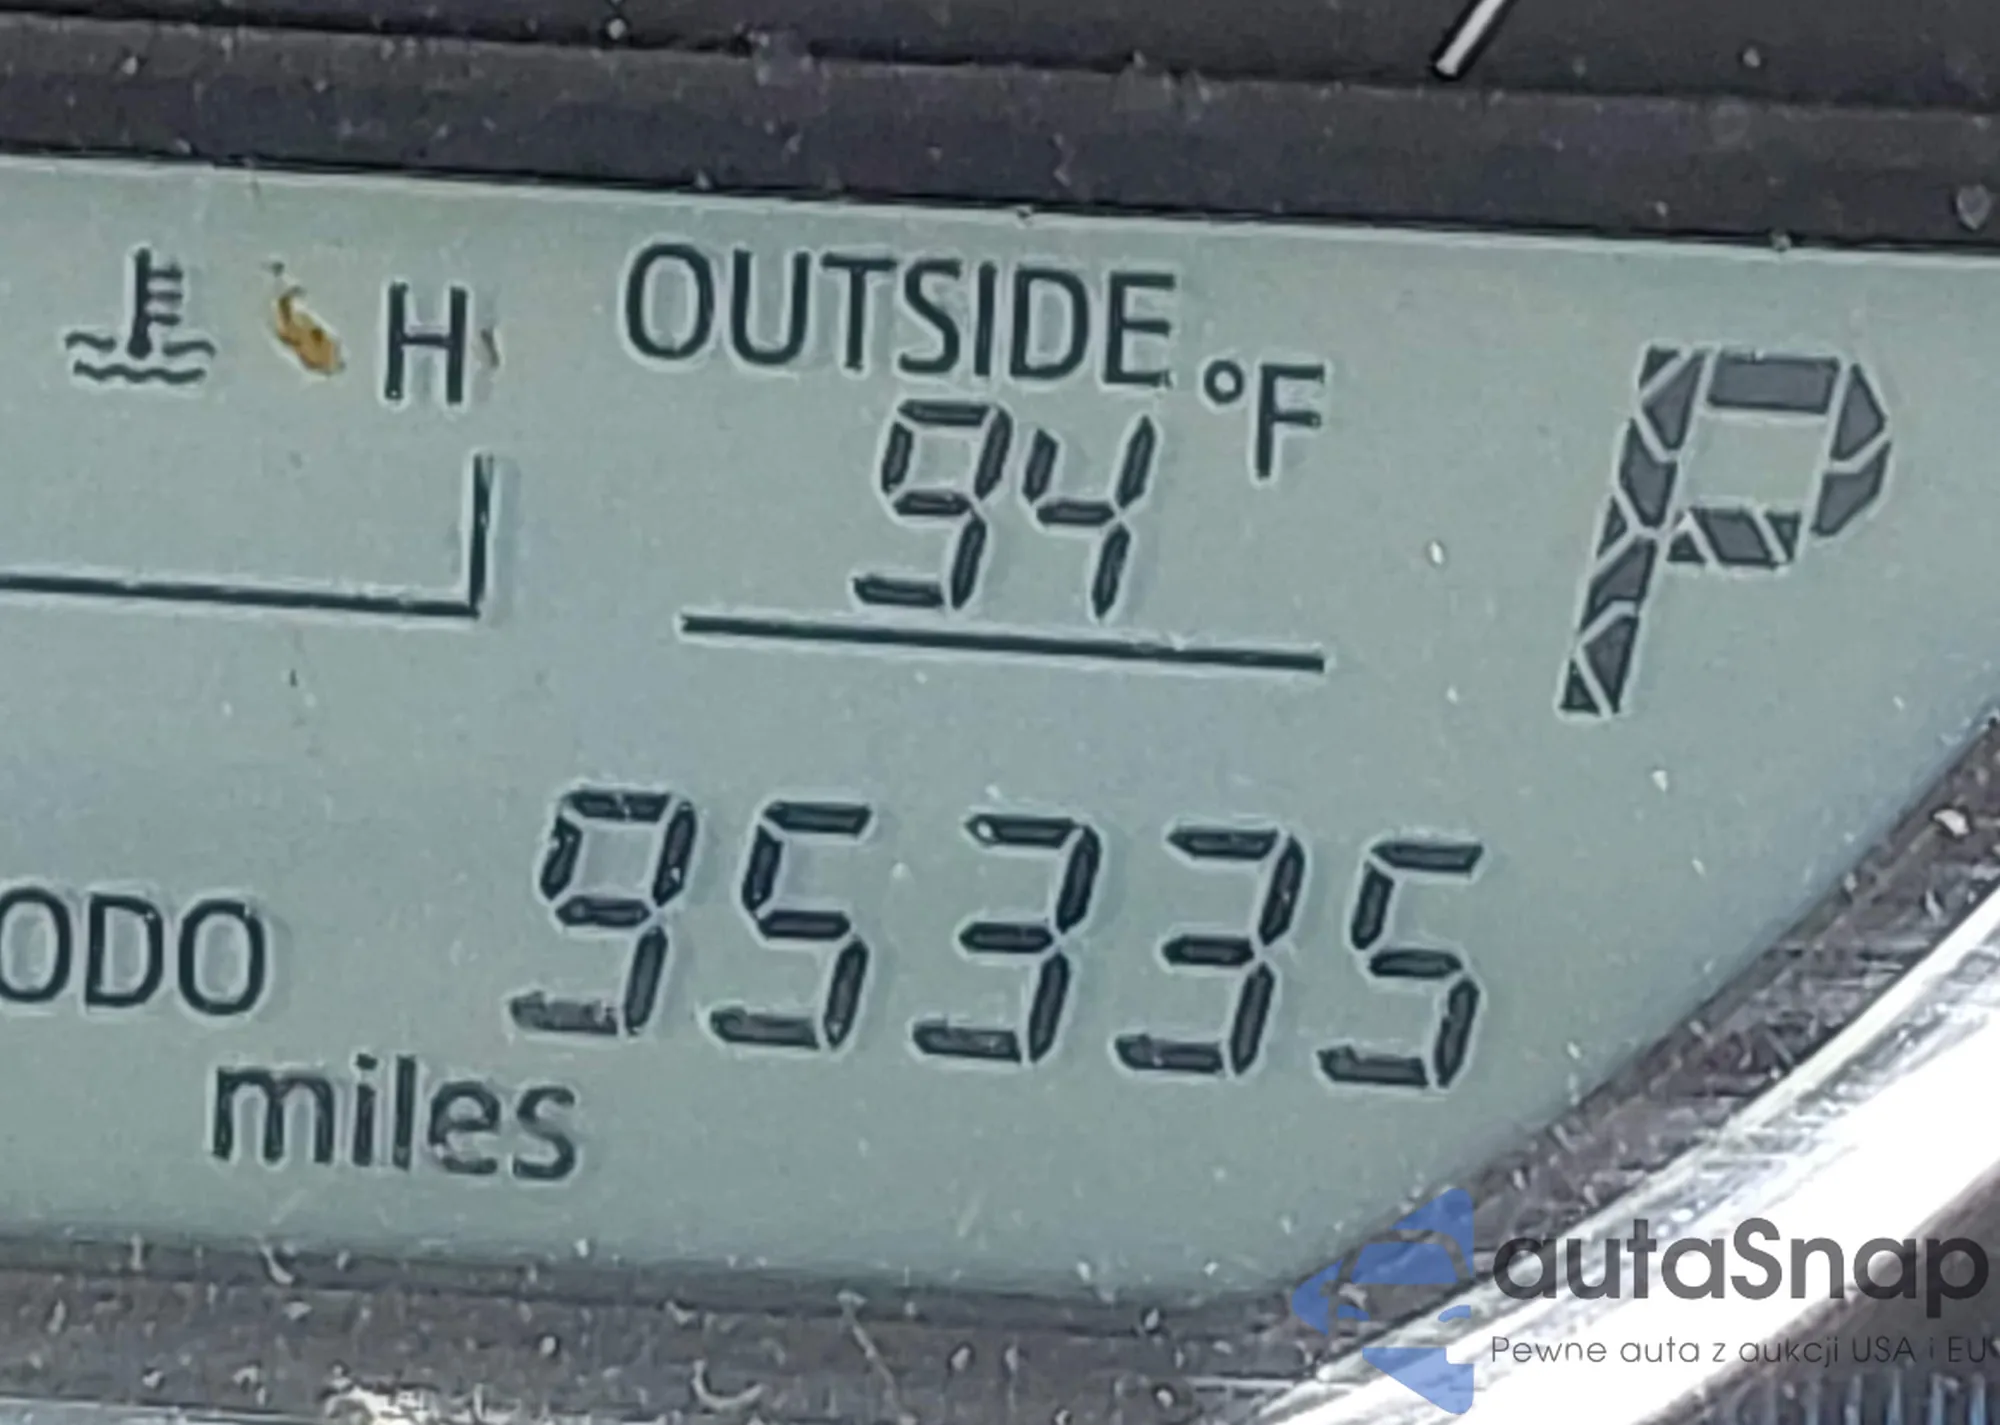 H
OUTSIDE
°F
94
P
95335
ODO
miles
autaSnap
Pewne auta z aukcji USA i EU